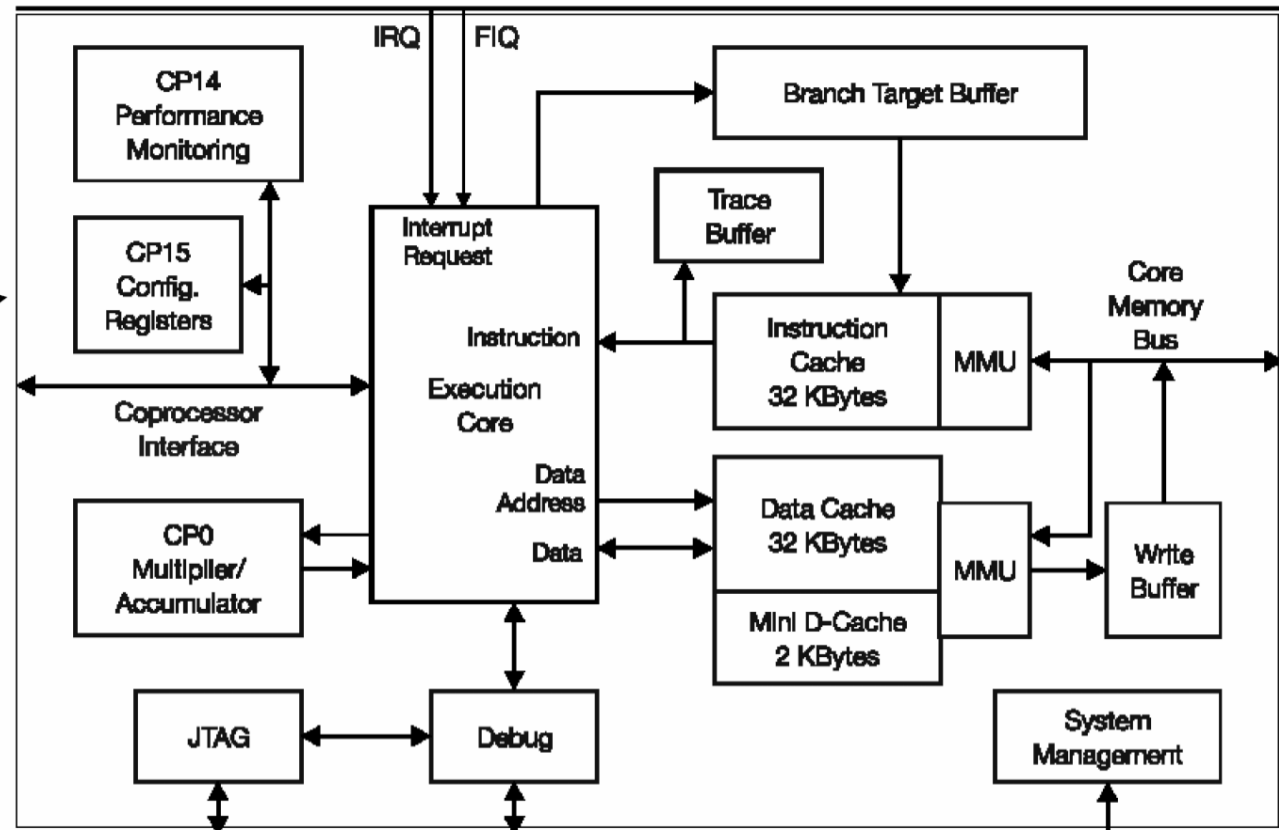 IRQ
FIQ
CP14
Performance
Monitoring
Branch Target Buffer
Trace
Buffer
CP15
Config.
Registers
Interrupt
Request
Core
Memory
Bus
Instruction
Instruction
Cache
32 KBytes
MMU
Execution
Core
Coprocessor
Interface
Data
Address
Data
Data Cache
32 KBytes
MMU
Write
Buffer
CP0
Multiplier/
Accumulator
Mini D-Cache
2 KBytes
JTAG
Debug
System
Management